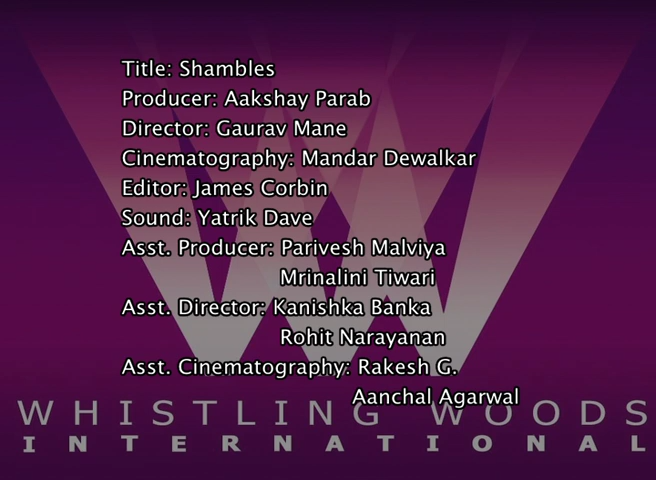 Title: Shambles
Producer: Aakshay Parab
Director: Gaurav Mane
Cinematography: Mandar Dewalkar
Editor: James Corbin
Sound: Yatrik Dave
Asst. Producer: Parivesh Malviya
Mrinalini Tiwari
Asst. Director: Kanishka Banka
Rohit Narayanan
Asst. Cinematography: Rakesh G.
Aanchal Agarwal
WHISTLING WOODS
INTERNATIONAL